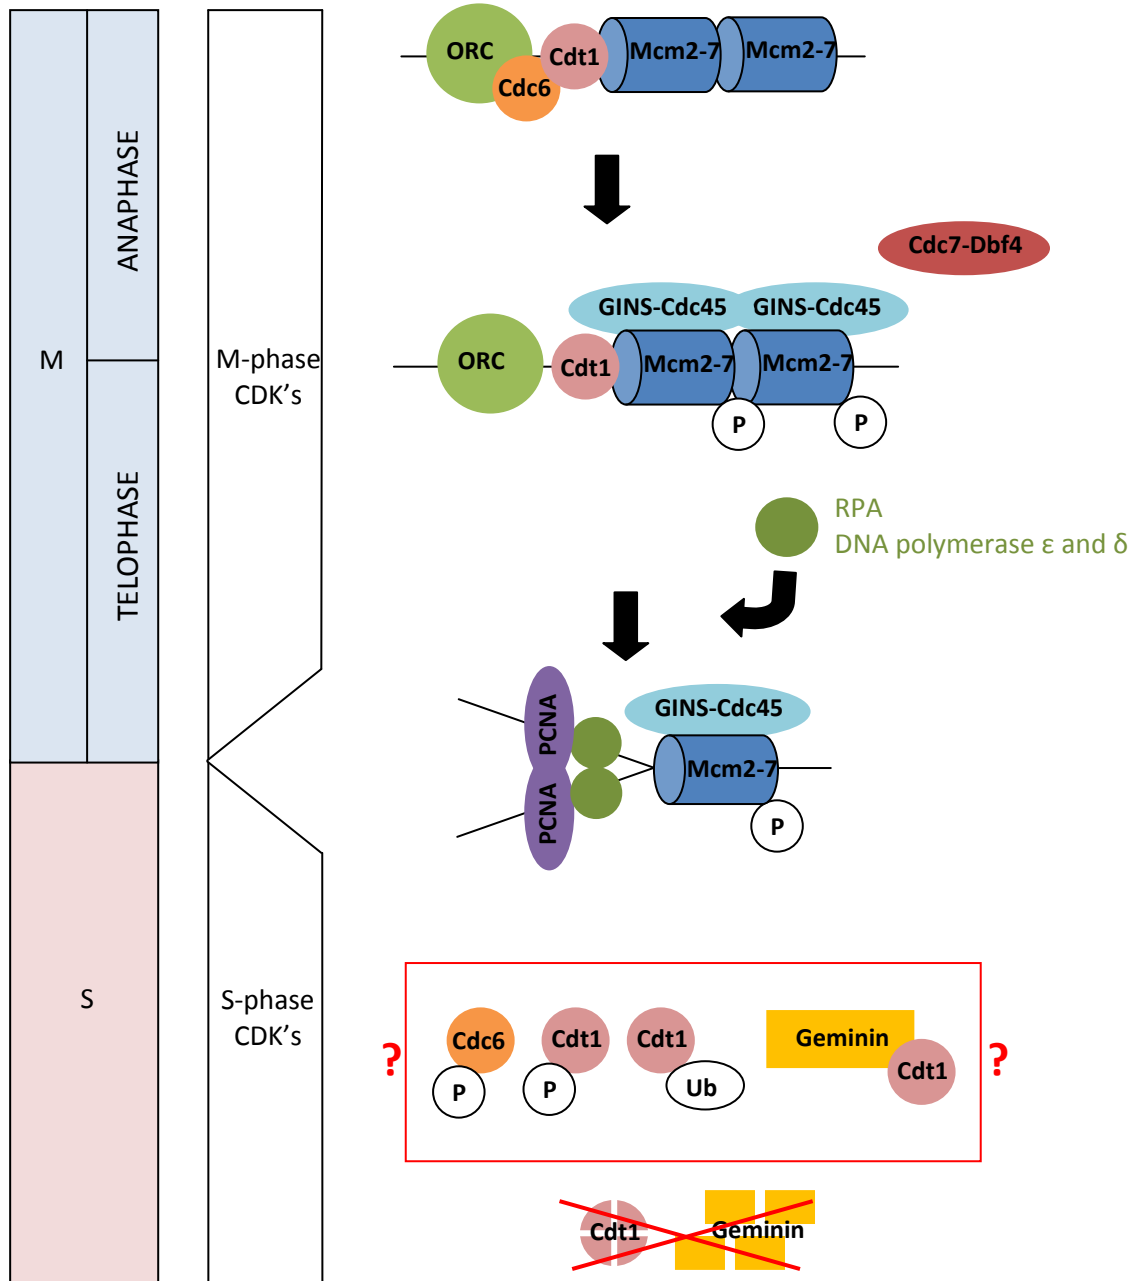 M
ANAPHASE
TELOPHASE
S
M-phase
CDK's
S-phase
CDK's
ORC
Cdc6
Cdt1
Mcm2-7
Mcm2-7
Cdc7-Dbf4
GINS-Cdc45
GINS-Cdc45
ORC
Cdt1
Mcm2-7
Mcm2-7
P
P
RPA
DNA polymerase ε and δ
PCNA
PCNA
GINS-Cdc45
Mcm2-7
P
?
Cdc6
P
Cdt1
P
Cdt1
Ub
Geminin
Cdt1
?
Cdt1
Geminin